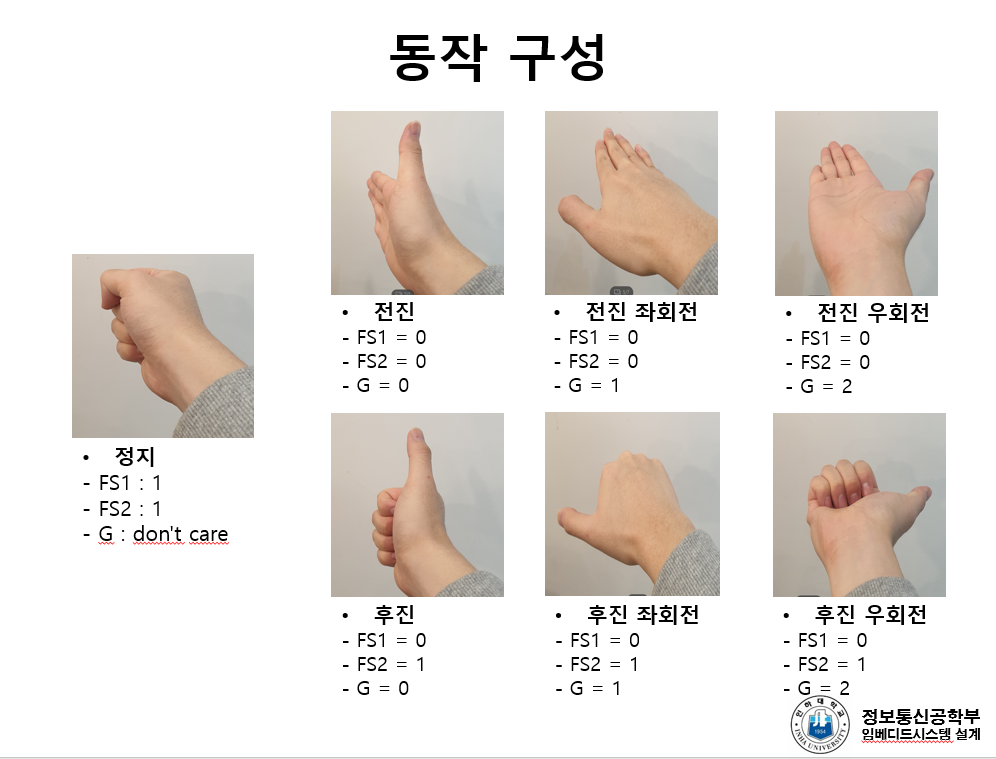 동작 구성
• 정지
- FS1 : 1
- FS2 : 1
- G : don't care
• 전진
- FS1 = 0
- FS2 = 0
- G = 0
• 전진 좌회전
- FS1 = 0
- FS2 = 0
- G = 1
• 전진 우회전
- FS1 = 0
- FS2 = 0
- G = 2
• 후진
- FS1 = 0
- FS2 = 1
- G = 0
• 후진 좌회전
- FS1 = 0
- FS2 = 1
- G = 1
• 후진 우회전
- FS1 = 0
- FS2 = 1
- G = 2
인하대학교
1954
INHA UNIVERSITY
정보통신공학부
임베디드시스템 설계